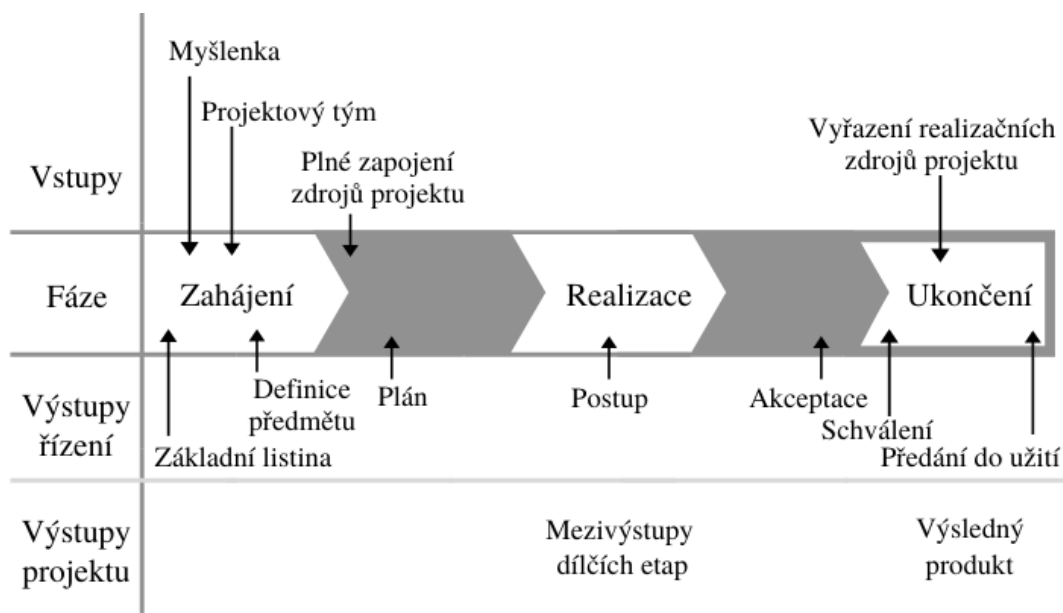 Myšlenka
Projektový tým
Plné zapojení
zdrojů projektu
Vyřazení realizačních
zdrojů projektu
Vstupy
Fáze
Zahájení
Realizace
Ukončení
Výstupy
řízení
Základní listina
Definice
předmětu
Plán
Postup
Akceptace
Schválení
Předání do užití
Výstupy
projektu
Mezivýstupy
dílčích etap
Výsledný
produkt